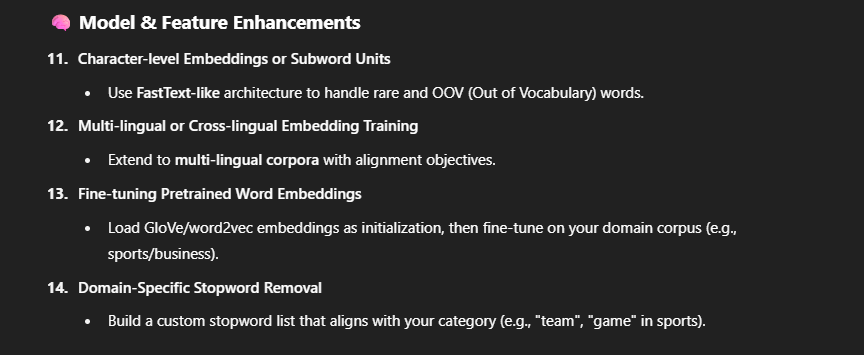 🧠 Model & Feature Enhancements
11. Character-level Embeddings or Subword Units
• Use FastText-like architecture to handle rare and OOV (Out of Vocabulary) words.
12. Multi-lingual or Cross-lingual Embedding Training
• Extend to multi-lingual corpora with alignment objectives.
13. Fine-tuning Pretrained Word Embeddings
• Load GloVe/word2vec embeddings as initialization, then fine-tune on your domain corpus (e.g.,
sports/business).
14. Domain-Specific Stopword Removal
• Build a custom stopword list that aligns with your category (e.g., "team", "game" in sports).